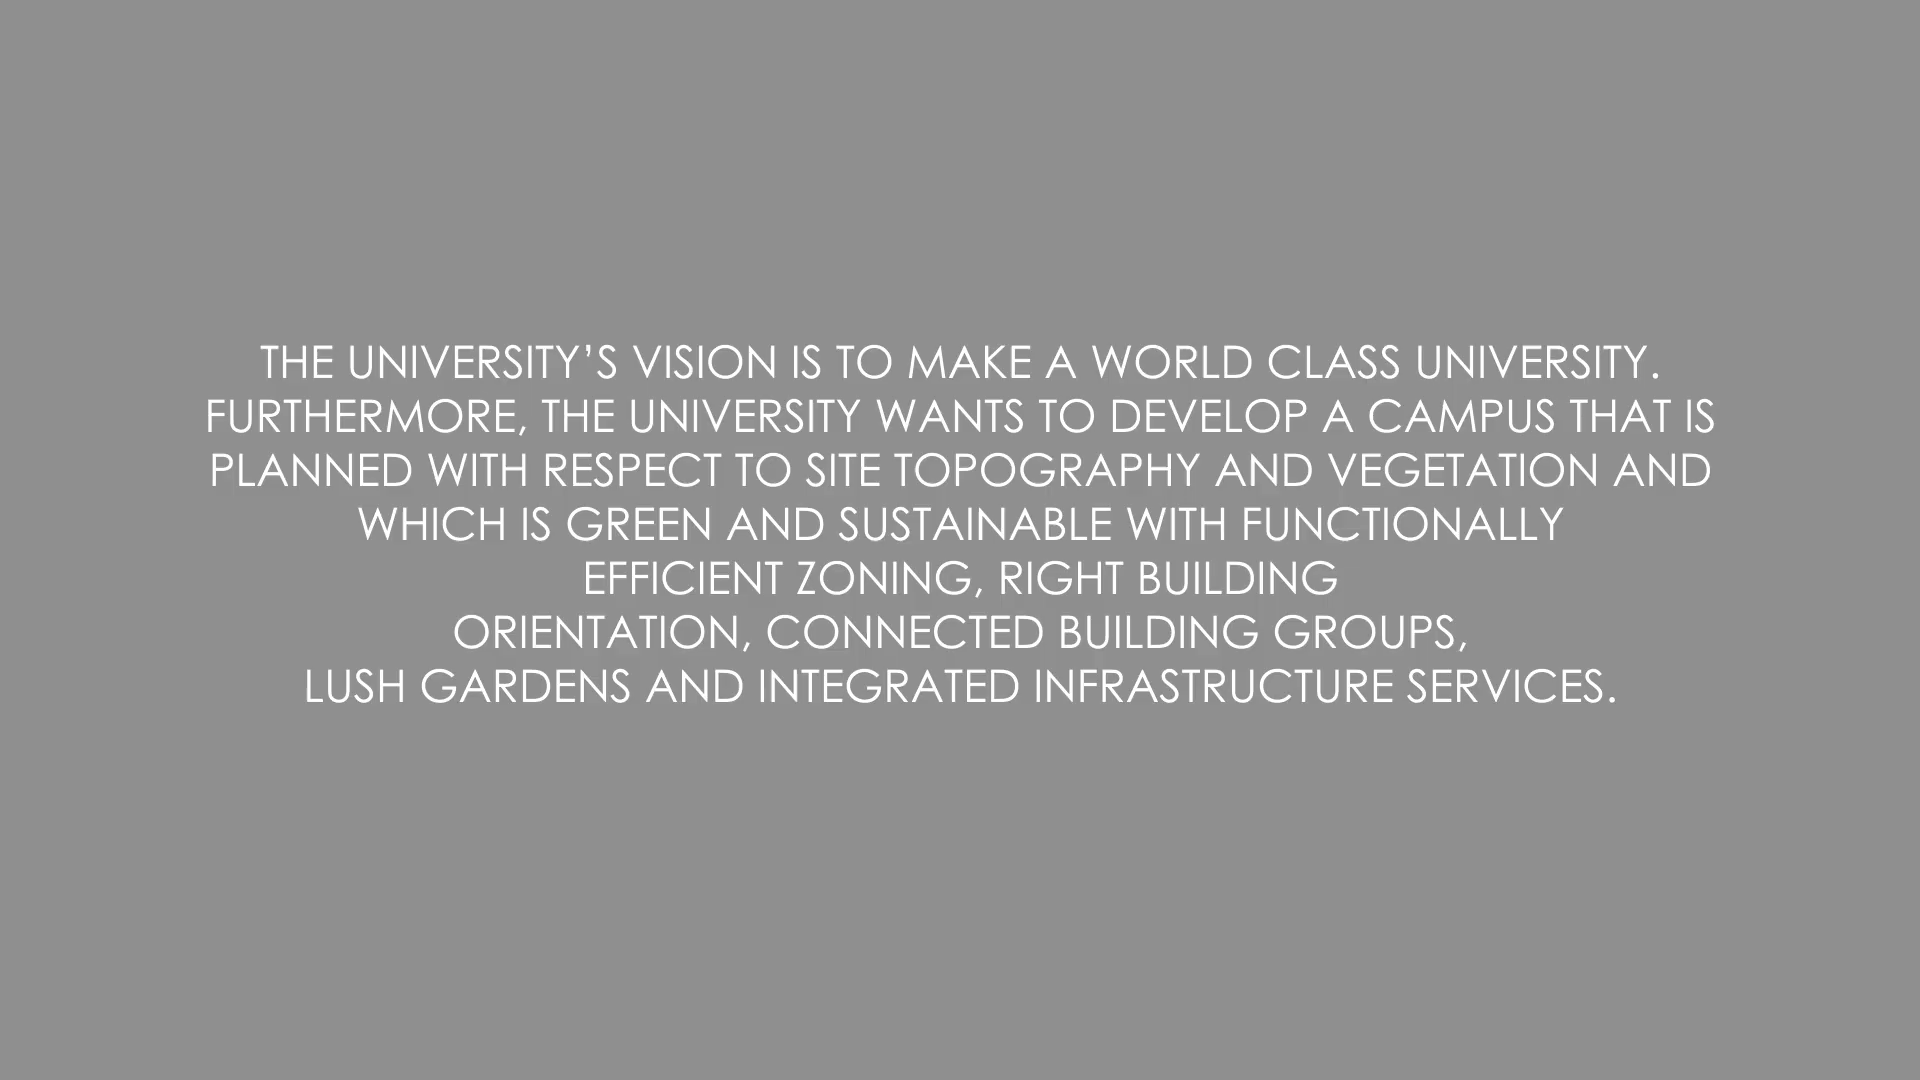 THE UNIVERSITY’S VISION IS TO MAKE A WORLD CLASS UNIVERSITY.
FURTHERMORE, THE UNIVERSITY WANTS TO DEVELOP A CAMPUS THAT IS
PLANNED WITH RESPECT TO SITE TOPOGRAPHY AND VEGETATION AND
WHICH IS GREEN AND SUSTAINABLE WITH FUNCTIONALLY
EFFICIENT ZONING, RIGHT BUILDING
ORIENTATION, CONNECTED BUILDING GROUPS,
LUSH GARDENS AND INTEGRATED INFRASTRUCTURE SERVICES.